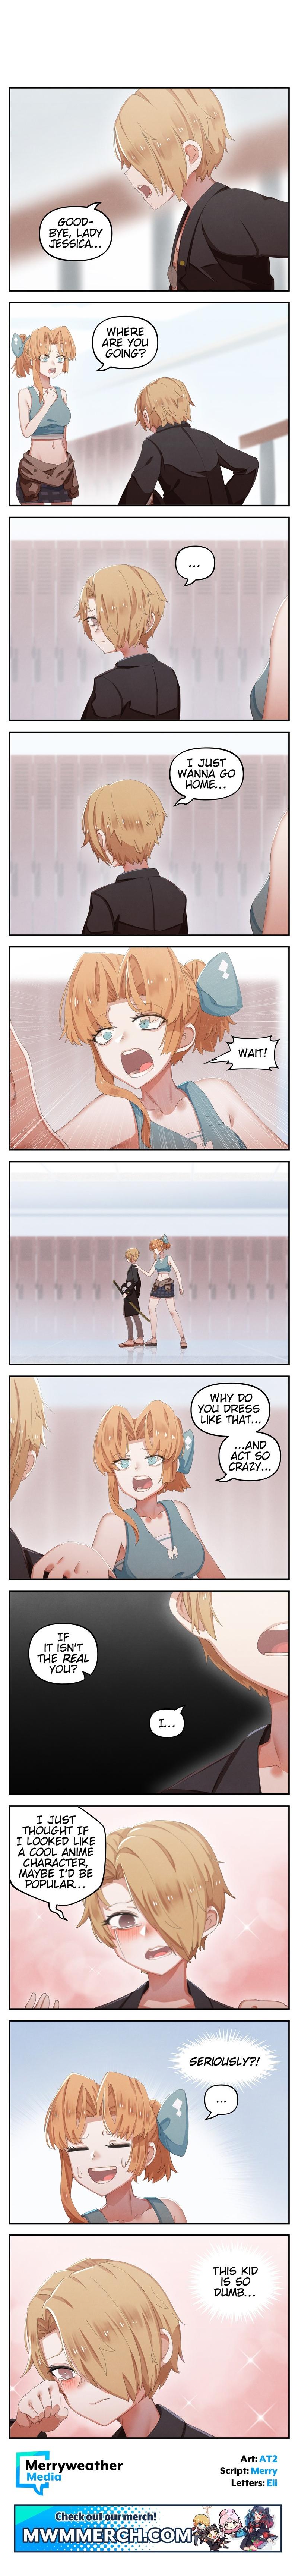 GOOD-
BYE, LADY
JESSICA...
WHERE
ARE YOU
GOING?
...
I JUST
WANNA GO
HOME...
WAIT!
WHY DO
YOU DRESS
LIKE THAT...
...AND
ACT SO
CRAZY...
IF
IT ISN'T
THE REAL
YOU?
I...
I JUST
THOUGHT IF
I LOOKED LIKE
A COOL ANIME
CHARACTER,
MAYBE I'D BE
POPULAR...
SERIOUSLY?!
...
THIS KID
IS SO
DUMB...
Merryweather
Media
Art: AT2
Script: Merry
Letters: Eli
Check out our merch!
MWMMERCH.COM